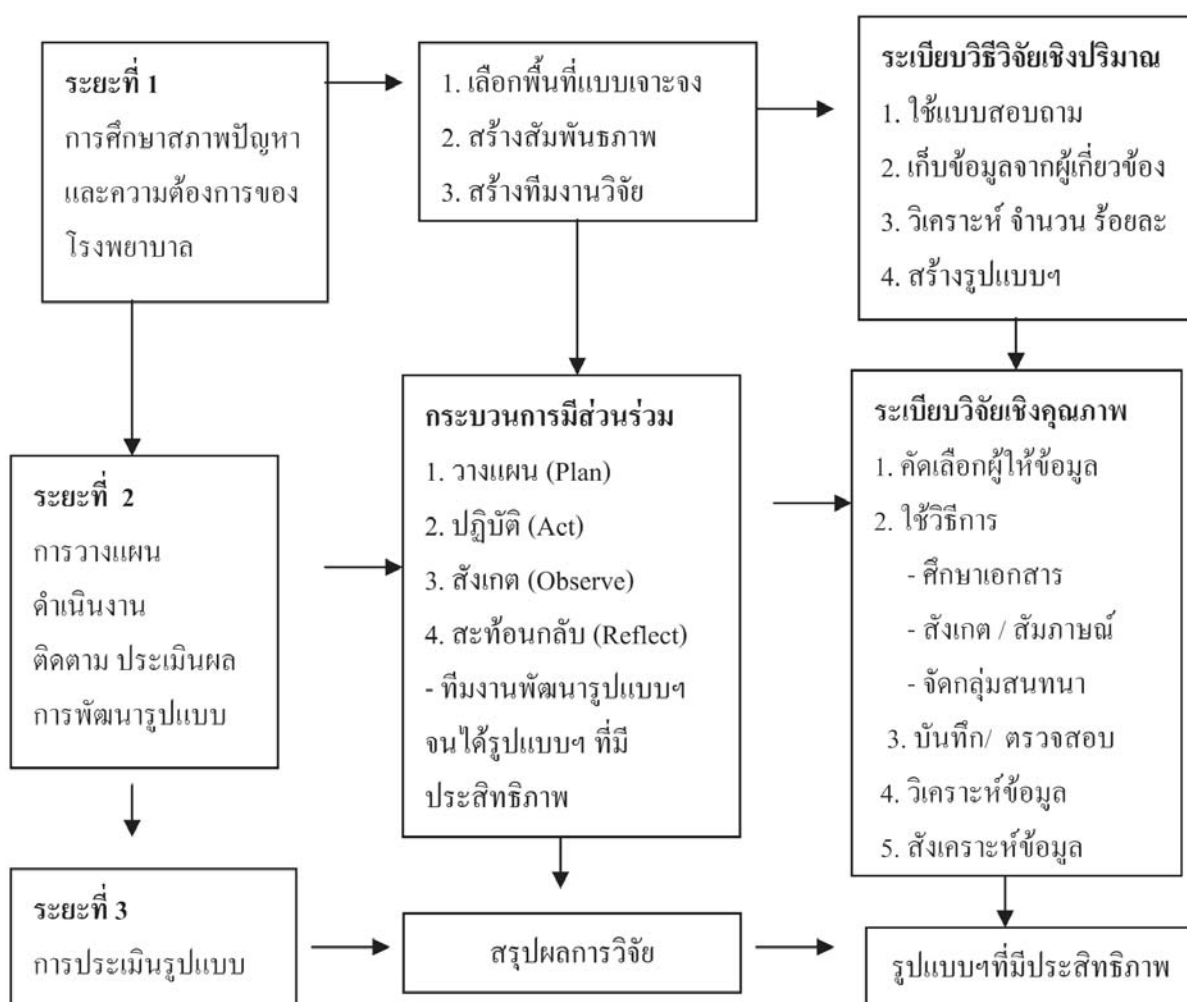 ระยะที่ 1
การศึกษาสภาพปัญหา
และความต้องการของ
โรงพยาบาล
1. เลือกพื้นที่แบบเจาะจง
2. สร้างสัมพันธภาพ
3. สร้างทีมงานวิจัย
ระเบียบวิธีวิจัยเชิงปริมาณ
1. ใช้แบบสอบถาม
2. เก็บข้อมูลจากผู้เกี่ยวข้อง
3. วิเคราะห์ จำนวน ร้อยละ
4. สร้างรูปแบบฯ
ระยะที่ 2
การวางแผน
ดำเนินงาน
ติดตาม ประเมินผล
การพัฒนารูปแบบ
กระบวนการมีส่วนร่วม
1. วางแผน (Plan)
2. ปฏิบัติ (Act)
3. สังเกต (Observe)
4. สะท้อนกลับ (Reflect)
- ทีมงานพัฒนารูปแบบฯ
จนได้รูปแบบฯ ที่มี
ประสิทธิภาพ
ระเบียบวิจัยเชิงคุณภาพ
1. คัดเลือกผู้ให้ข้อมูล
2. ใช้วิธีการ
- ศึกษาเอกสาร
- สังเกต / สัมภาษณ์
- จัดกลุ่มสนทนา
3. บันทึก/ ตรวจสอบ
4. วิเคราะห์ข้อมูล
5. สังเคราะห์ข้อมูล
ระยะที่ 3
การประเมินรูปแบบ
สรุปผลการวิจัย
รูปแบบฯที่มีประสิทธิภาพ